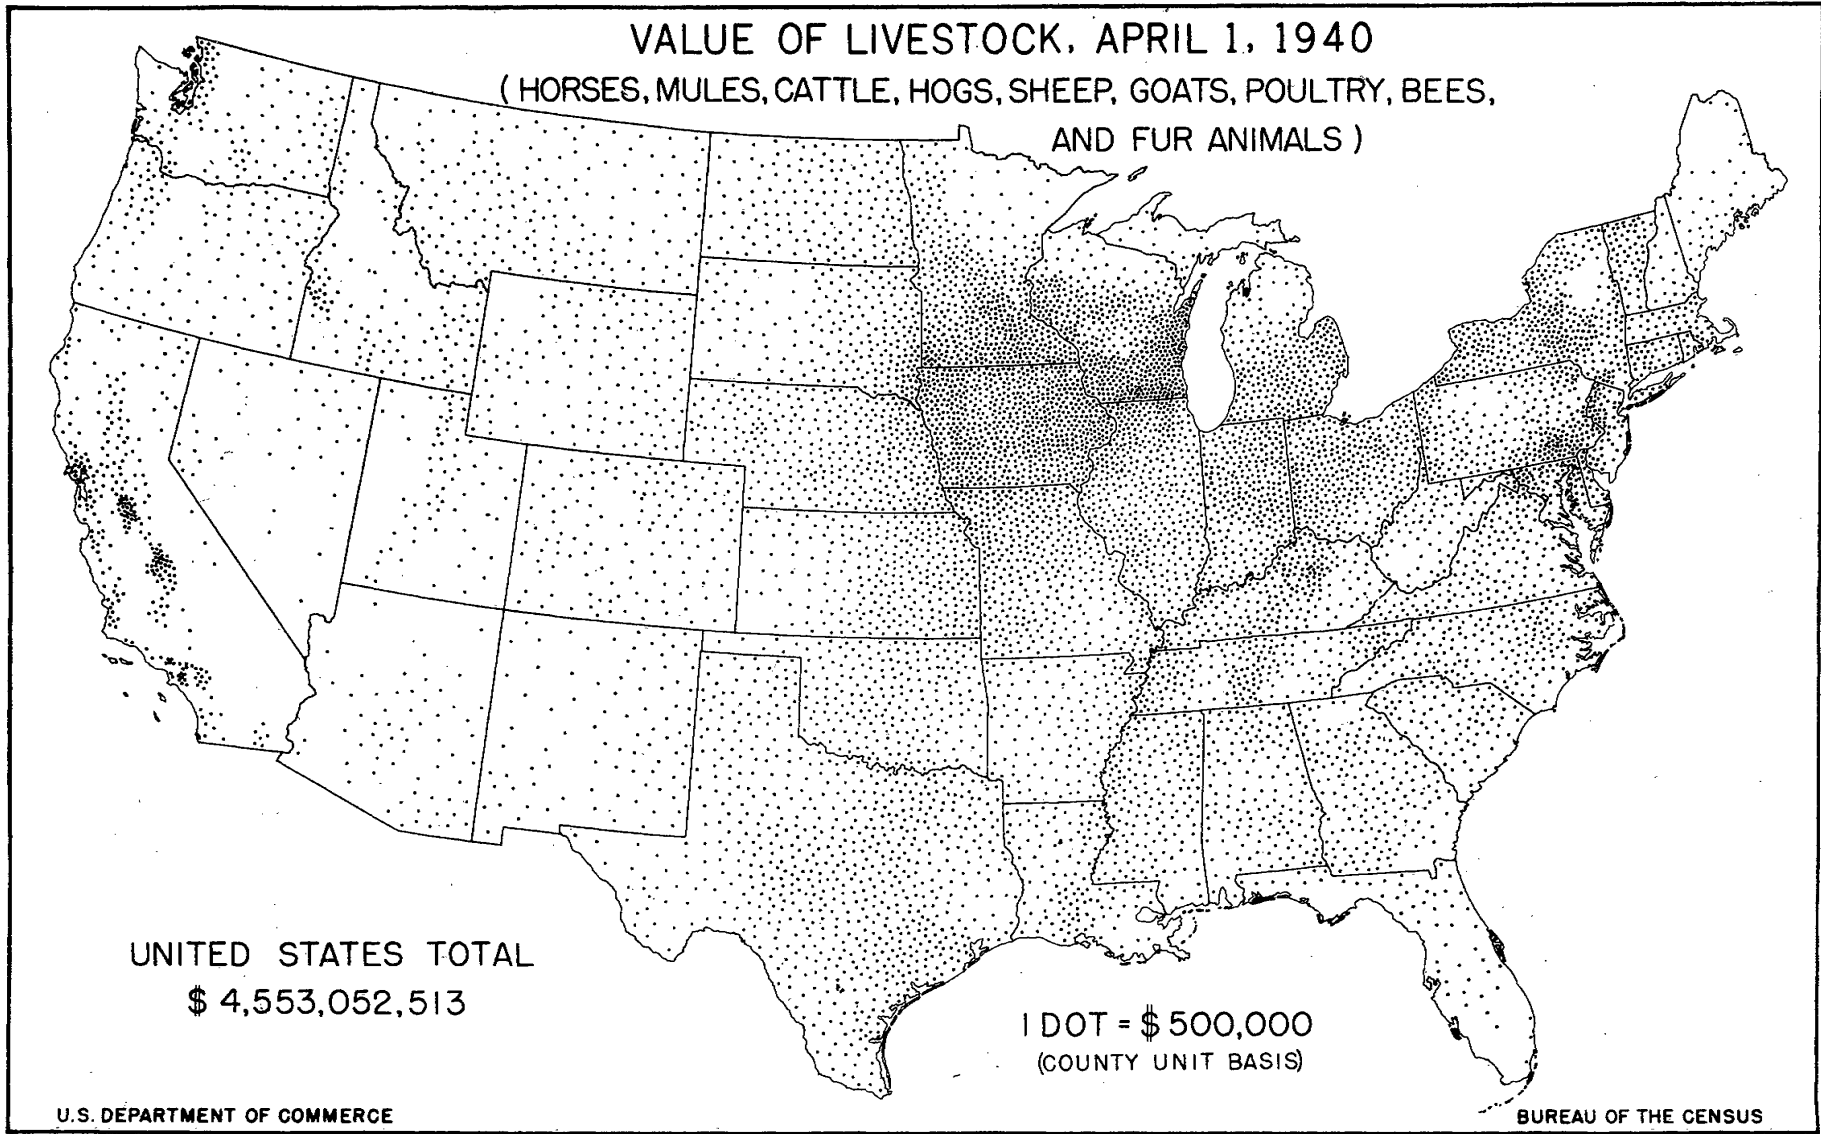 VALUE OF LIVESTOCK, APRIL 1, 1940
(HORSES, MULES, CATTLE, HOGS, SHEEP, GOATS, POULTRY, BEES,
AND FUR ANIMALS)
UNITED STATES TOTAL
$4,553,052,513
1 DOT = $500,000
(COUNTY UNIT BASIS)
U.S. DEPARTMENT OF COMMERCE
BUREAU OF THE CENSUS